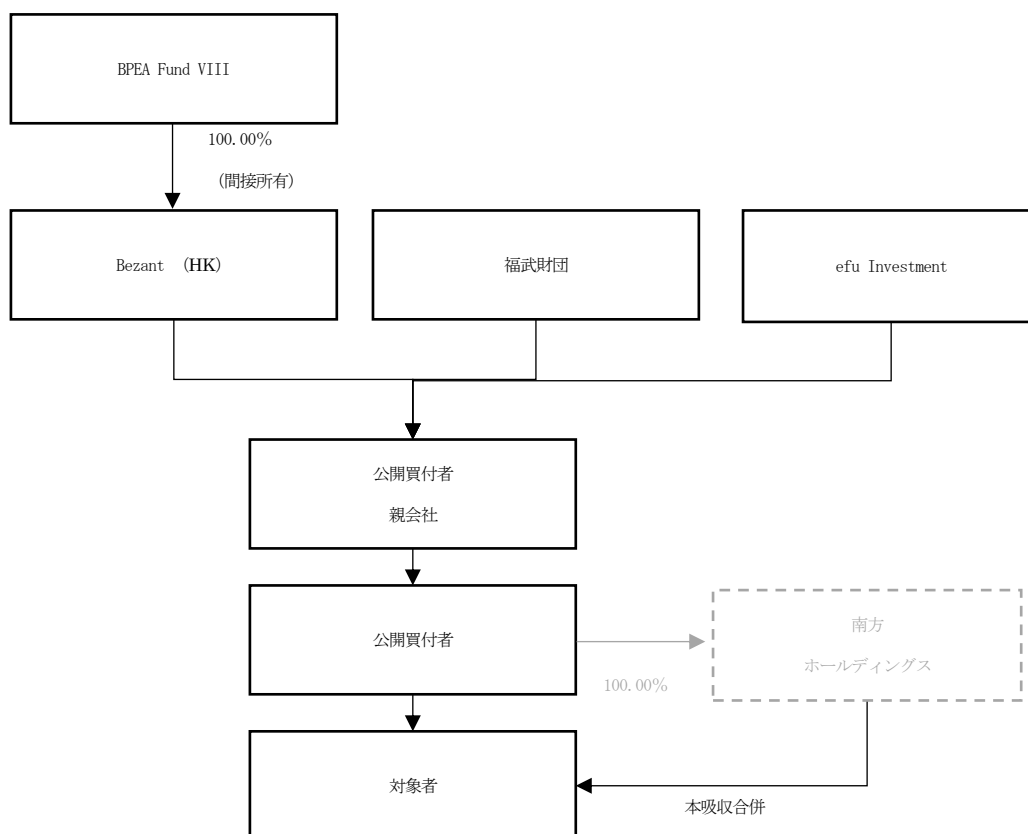 BPEA Fund VIII
100.00%
(間接所有)
Bezant (HK)
福武財団
efu Investment
公開買付者
親会社
公開買付者
南方
ホールディングス
100.00%
対象者
本吸収合併